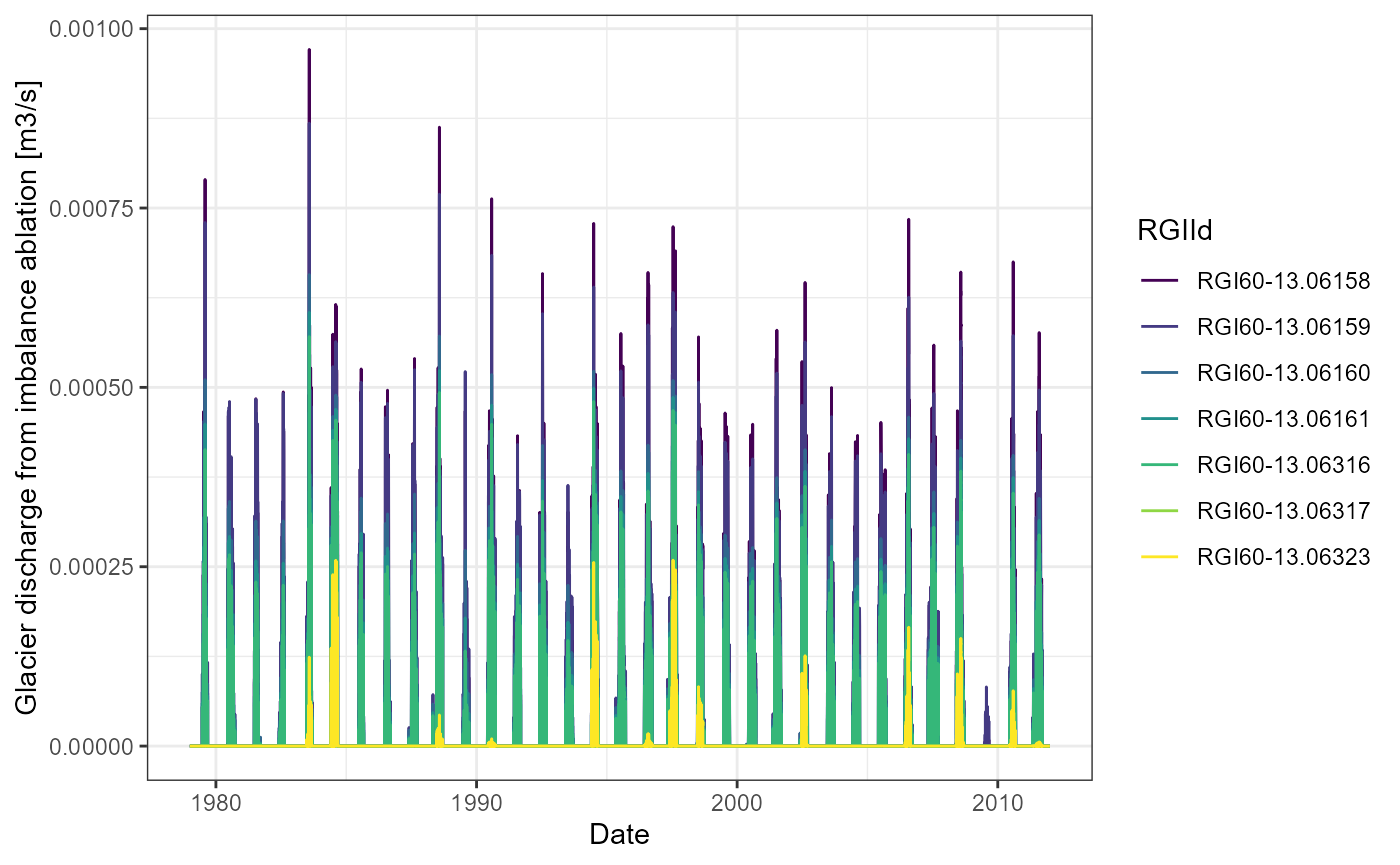 Glacier discharge from imbalance ablation [m3/s]
0.00100
0.00075
0.00050
0.00025
0.00000
1980
1990
2000
2010
Date
RGIId
RGI60-13.06158
RGI60-13.06159
RGI60-13.06160
RGI60-13.06161
RGI60-13.06316
RGI60-13.06317
RGI60-13.06323